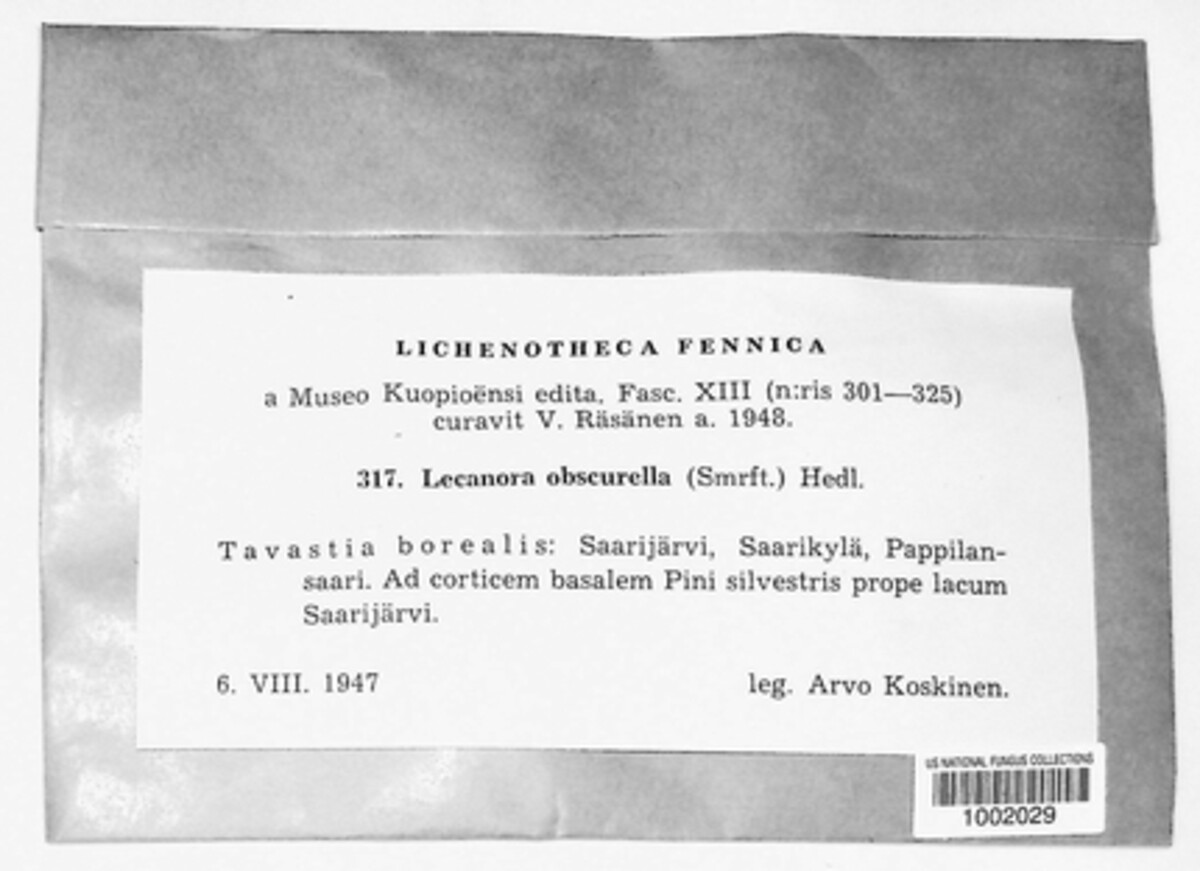 LICHENOTHECA FENNICA
a Museo Kuopioënsi edita, Fasc. XIII (n:ris 301—325)
curavit V. Räsänen a. 1948.
317. Lecanora obscurella (Smrft.) Hedl.
Tavastia borealis: Saarijärvi, Saarikylä, Pappilan-
saari. Ad corticem basalem Pini silvestris prope lacum
Saarijärvi.
6. VIII. 1947 leg. Arvo Koskinen.
US NATIONAL FUNGUS COLLECTIONS
1002029